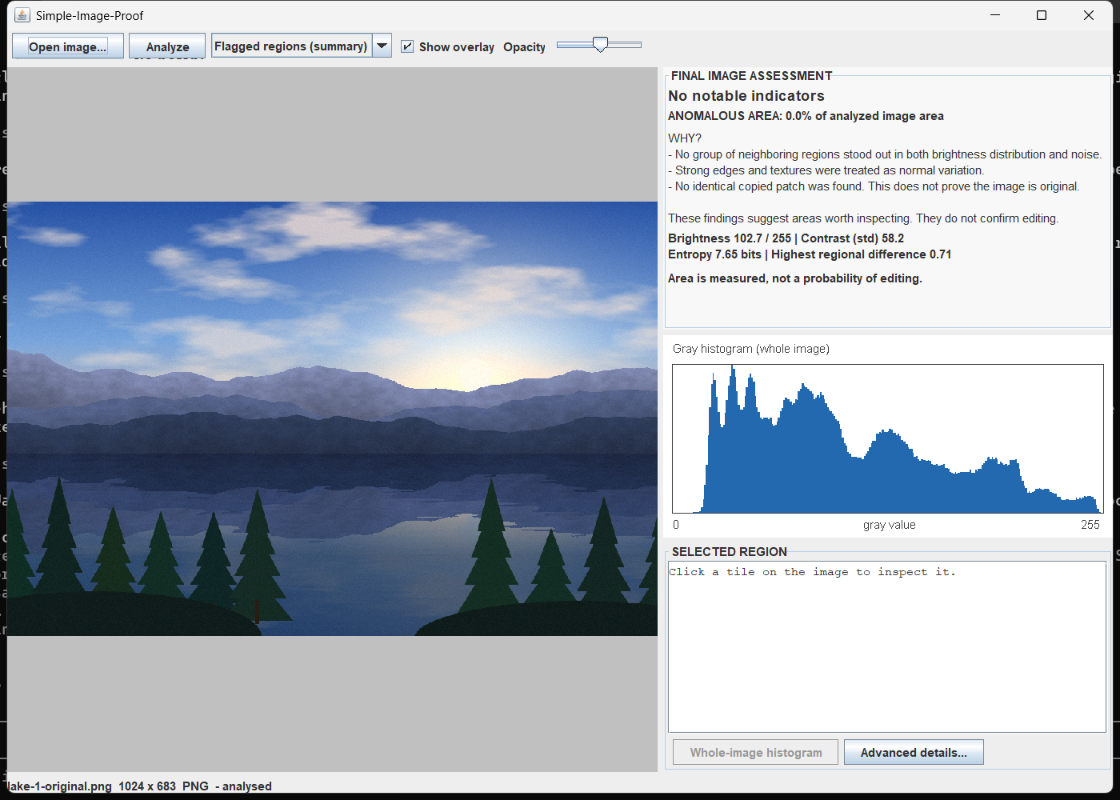 Simple-Image-Proof
Open image...
Analyze
Flagged regions (summary)
Show overlay
Opacity
FINAL IMAGE ASSESSMENT
No notable indicators
ANOMALOUS AREA: 0.0% of analyzed image area
WHY?
- No group of neighboring regions stood out in both brightness distribution and noise.
- Strong edges and textures were treated as normal variation.
- No identical copied patch was found. This does not prove the image is original.
These findings suggest areas worth inspecting. They do not confirm editing.
Brightness 102.7 / 255 | Contrast (std) 58.2
Entropy 7.65 bits | Highest regional difference 0.71
Area is measured, not a probability of editing.
Gray histogram (whole image)
0
gray value
255
SELECTED REGION
Click a tile on the image to inspect it.
Whole-image histogram
Advanced details...
lake-1-original.png 1024 x 683 PNG - analysed